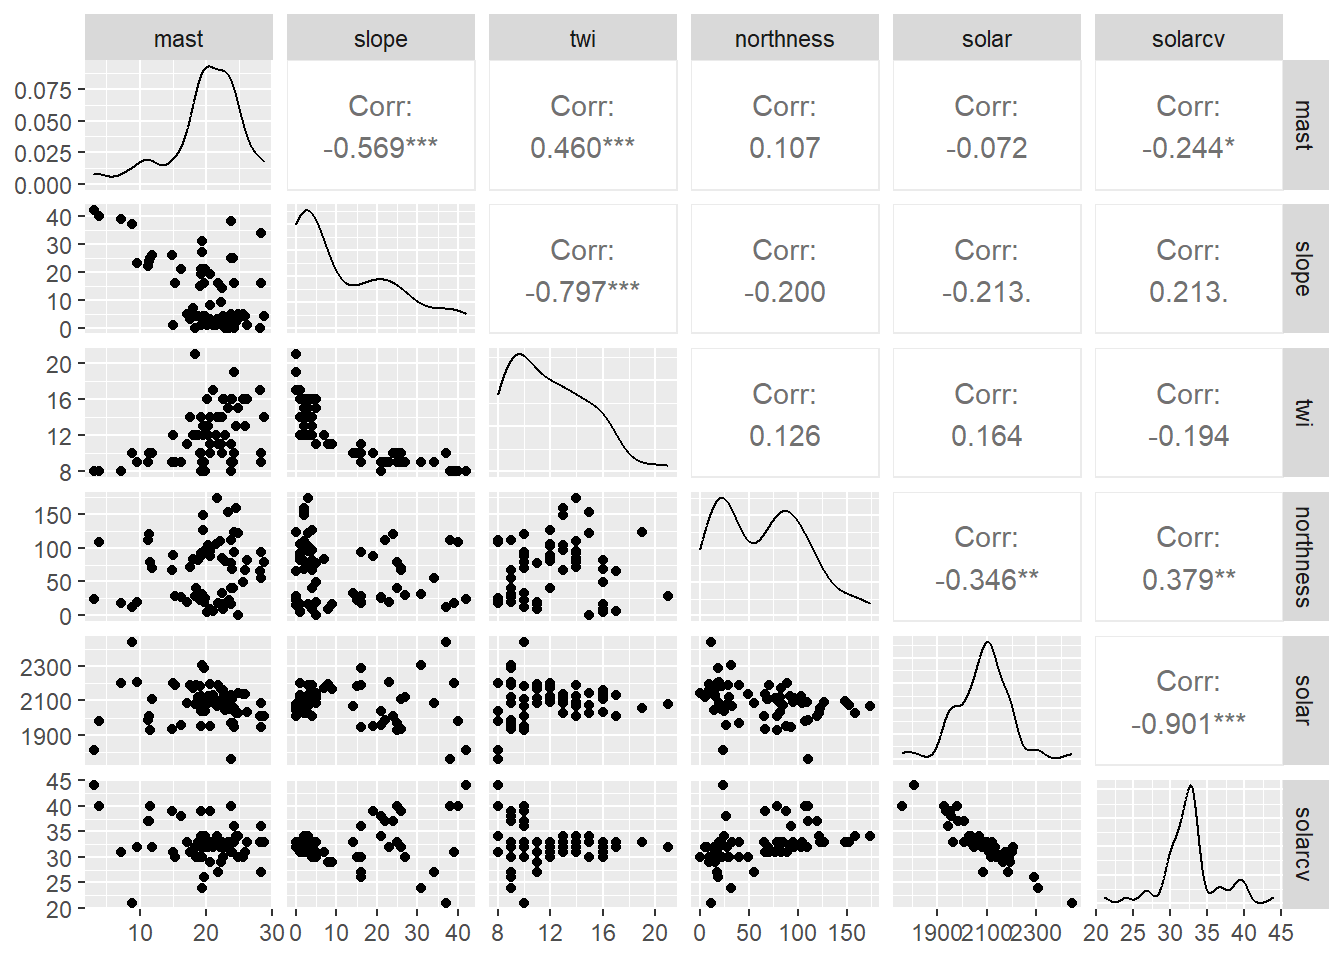 mast slope twi northness solar solarcv
0.075
0.050
0.025
0.000
Corr: Corr: Corr: Corr: Corr:
-0.569*** 0.460*** 0.107 -0.072 -0.244*
mast
40
30
20
10
0
Corr: Corr: Corr: Corr:
-0.797*** -0.200 -0.213. 0.213.
slope
20
16
12
8
Corr: Corr: Corr:
0.126 0.164 -0.194
twi
150
100
50
0
Corr: Corr:
-0.346** 0.379**
northness
2300
2100
1900
Corr:
-0.901***
solar
45
40
35
30
25
20
solarcv
10 20 30 0 10 20 30 40 8 12 16 20 0 50 100 150 1900 2100 2300 20 25 30 35 40 45